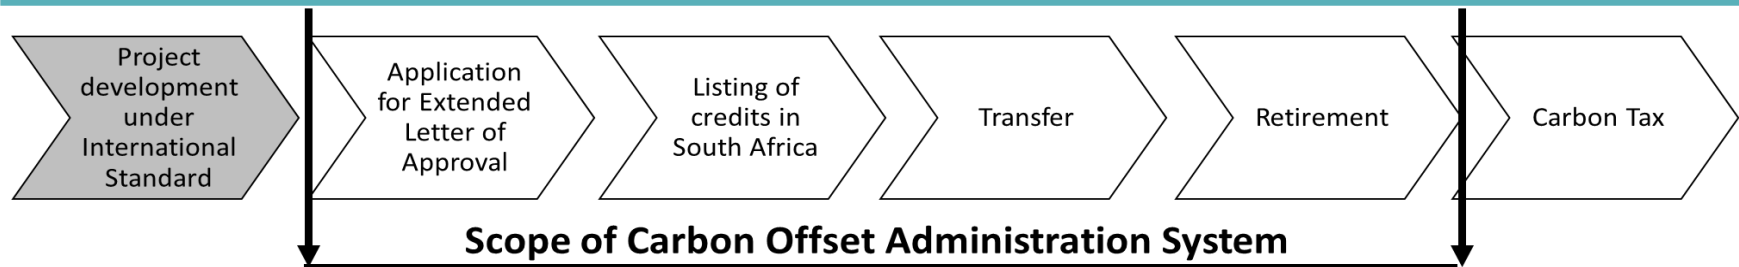 Project
development
under
International
Standard
Application
for Extended
Letter of
Approval
Listing of
credits in
South Africa
Transfer
Retirement
Carbon Tax
Scope of Carbon Offset Administration System